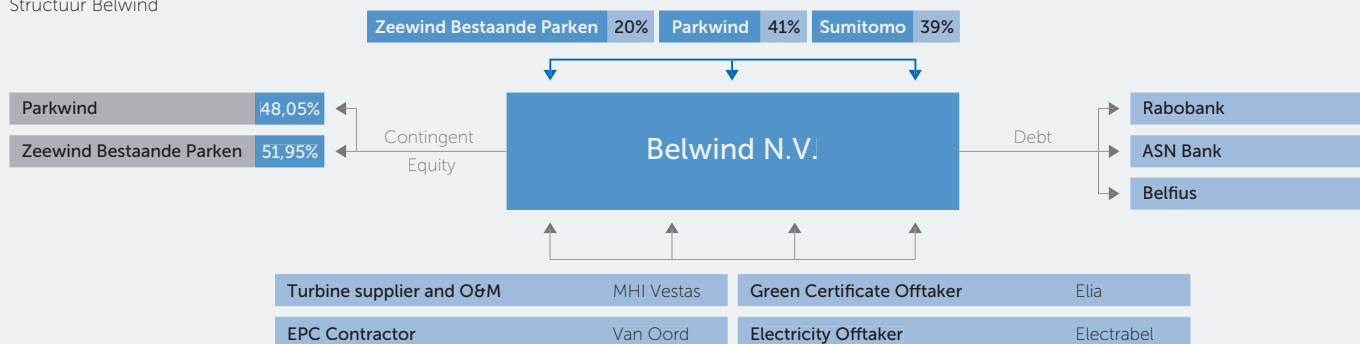 Structuur Belwind
Zeewind Bestaande Parken 20% Parkwind 41% Sumitomo 39%
Parkwind 48,05%
Zeewind Bestaande Parken 51,95%
Contingent
Equity
Belwind N.V.
Debt
Rabobank
ASN Bank
Belfius
Turbine supplier and O&M MHI Vestas
Green Certificate Offtaker Elia
EPC Contractor Van Oord
Electricity Offtaker Electrabel